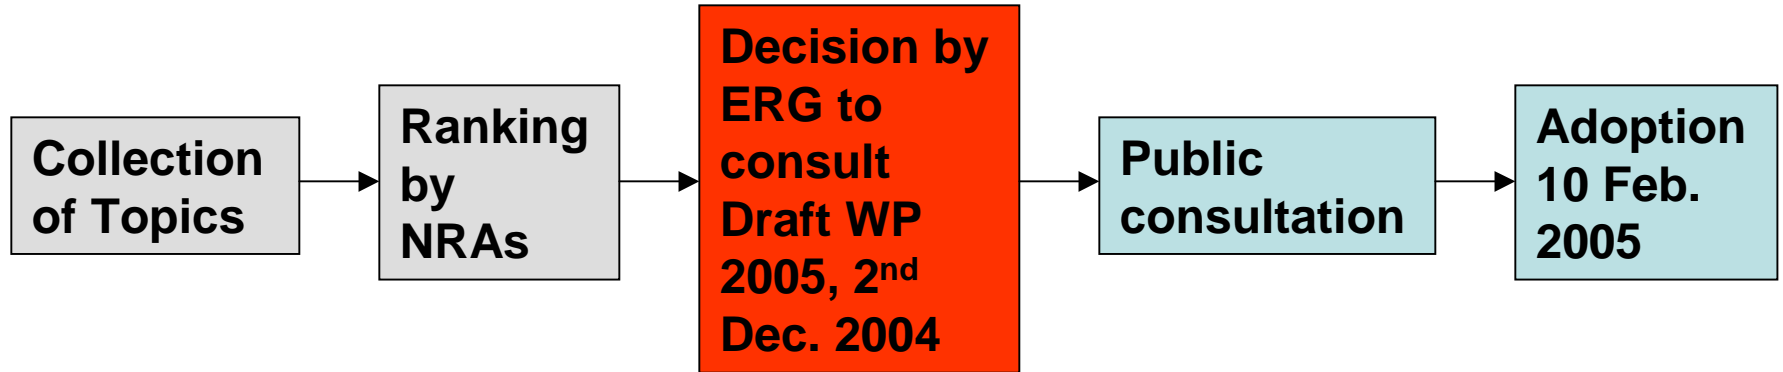 Collection
of Topics
Ranking
by
NRAs
Decision by
ERG to
consult
Draft WP
2005, 2nd
Dec. 2004
Public
consultation
Adoption
10 Feb.
2005